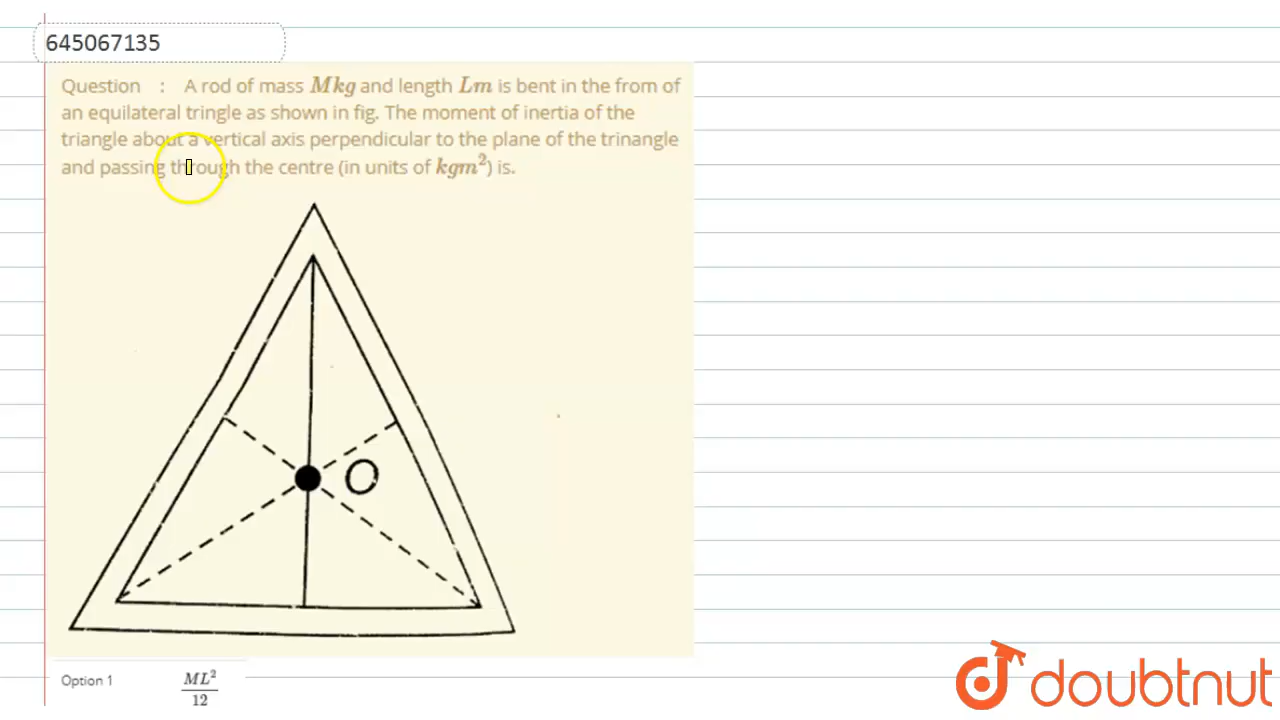 645067135
Question : A rod of mass M kg and length L m is bent in the from of
an equilateral tringle as shown in fig. The moment of inertia of the
triangle about a vertical axis perpendicular to the plane of the trinangle
and passing through the centre (in units of kgm²) is.
O
Option 1 ML²/12
doubtnut